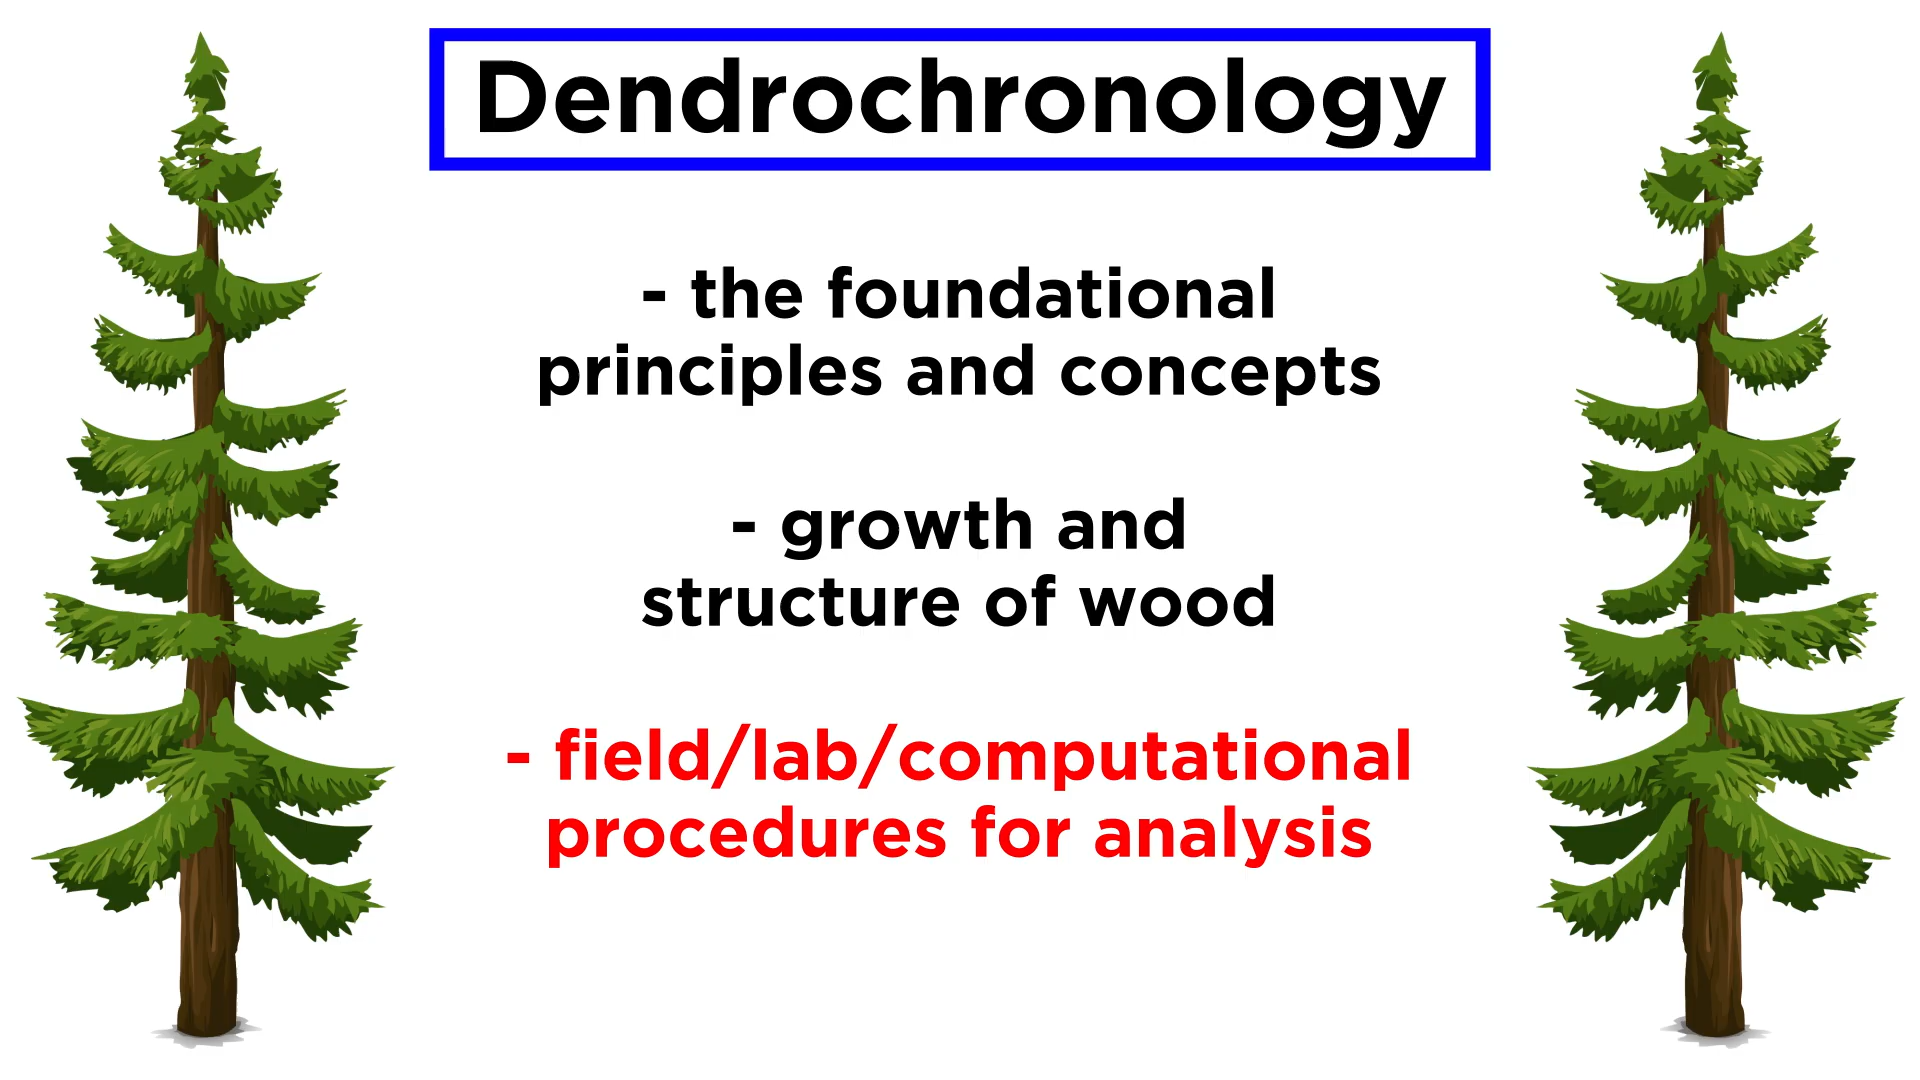 Dendrochronology
- the foundational
principles and concepts
- growth and
structure of wood
- field/lab/computational
procedures for analysis